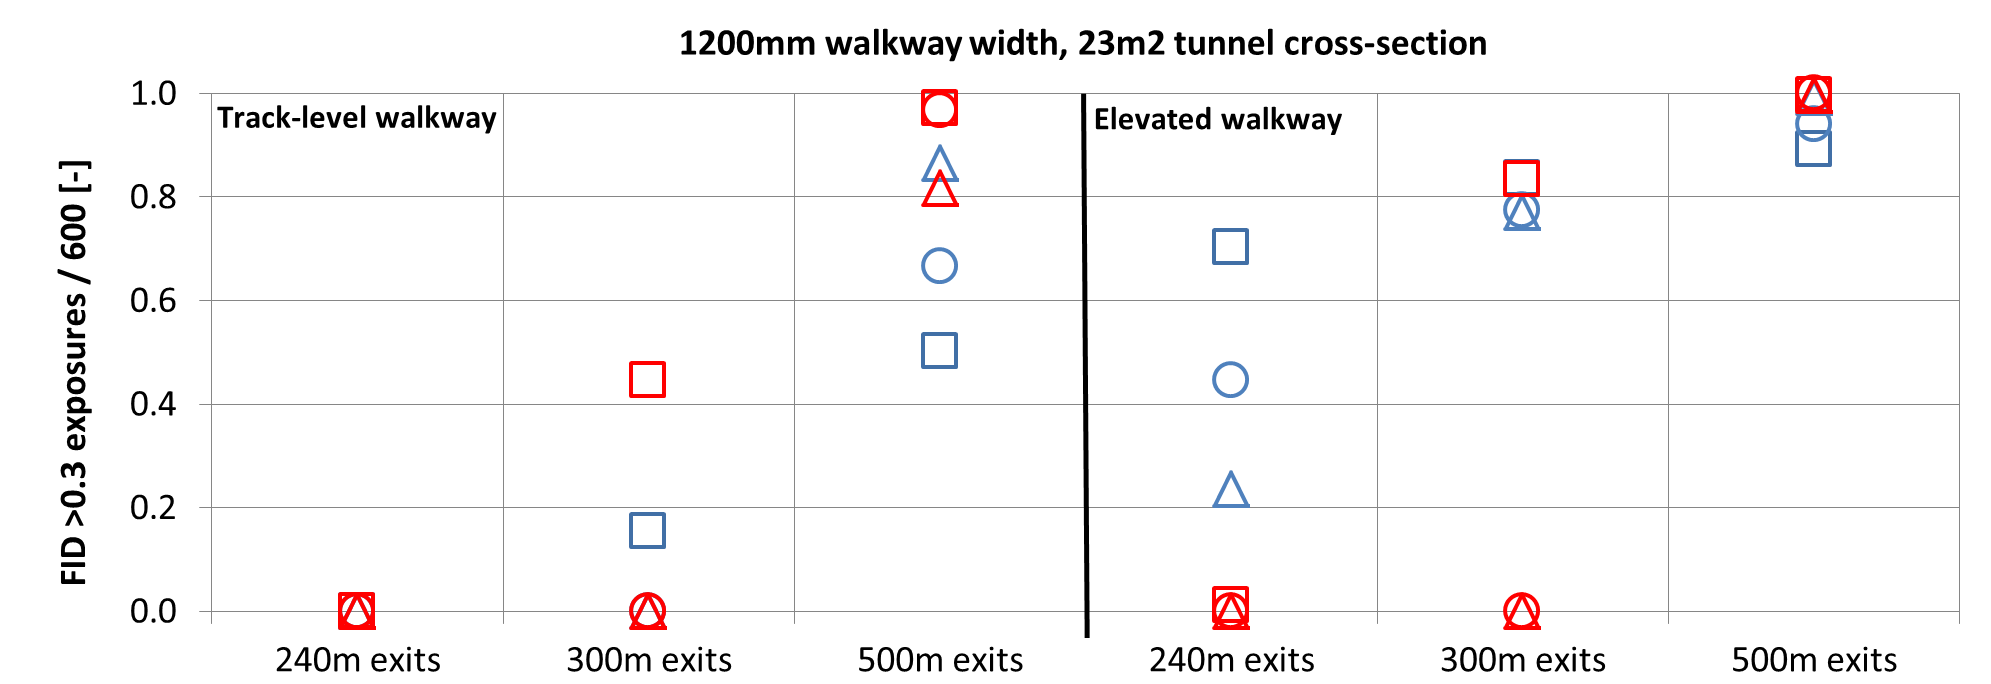 1200mm walkway width, 23m2 tunnel cross-section
FID >0.3 exposures / 600 [-]
1.0
0.8
0.6
0.4
0.2
0.0
Track-level walkway
Elevated walkway
240m exits
300m exits
500m exits
240m exits
300m exits
500m exits